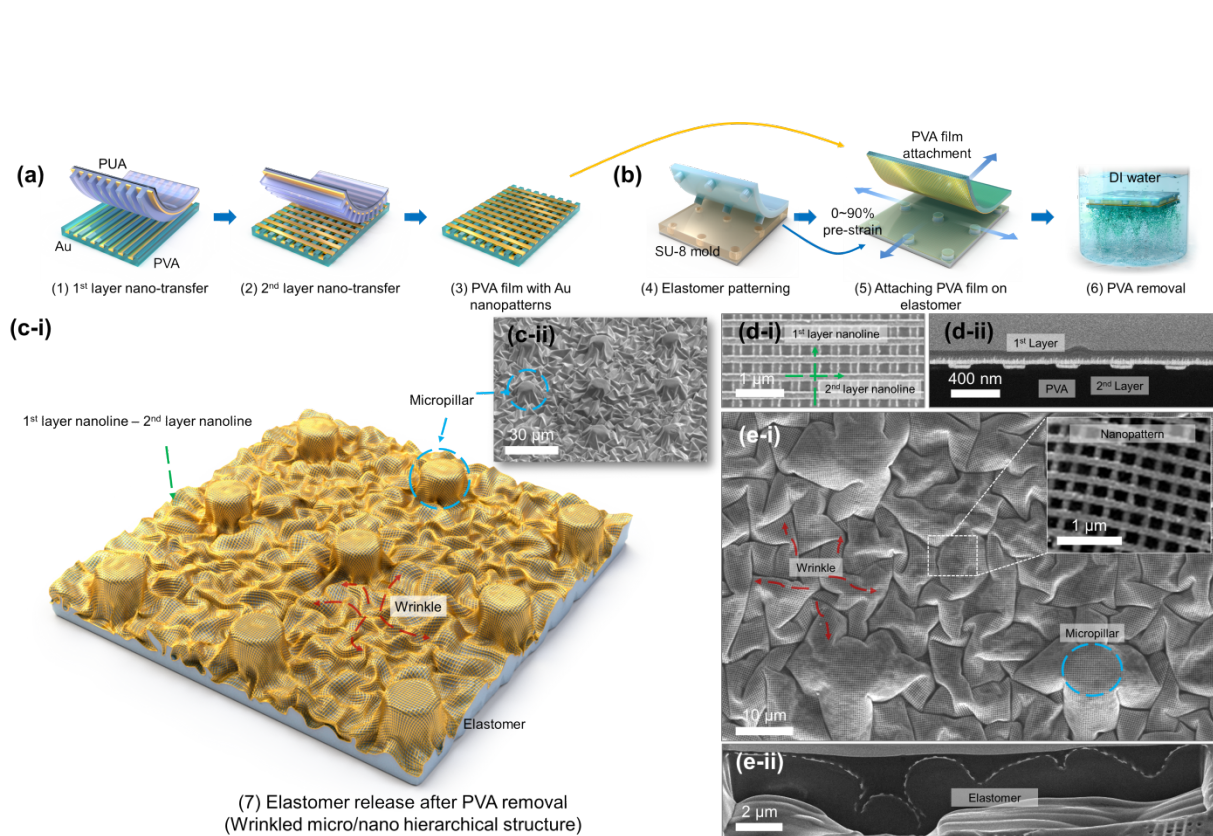 (a)
PUA
Au
PVA
(1) 1st layer nano-transfer
(2) 2nd layer nano-transfer
(3) PVA film with Au
nanopatterns
(b)
SU-8 mold
(4) Elastomer patterning
PVA film
attachment
0~90%
pre-strain
(5) Attaching PVA film on
elastomer
DI water
(6) PVA removal
(c-i)
1st layer nanoline – 2nd layer nanoline
Micropillar
Wrinkle
Elastomer
(7) Elastomer release after PVA removal
(Wrinkled micro/nano hierarchical structure)
(c-ii)
30 µm
(d-i)
1st layer nanoline
1 µm
2nd layer nanoline
(d-ii)
1st Layer
400 nm
PVA
2nd Layer
(e-i)
Nanopattern
1 µm
Wrinkle
Micropillar
10 µm
(e-ii)
Elastomer
2 µm